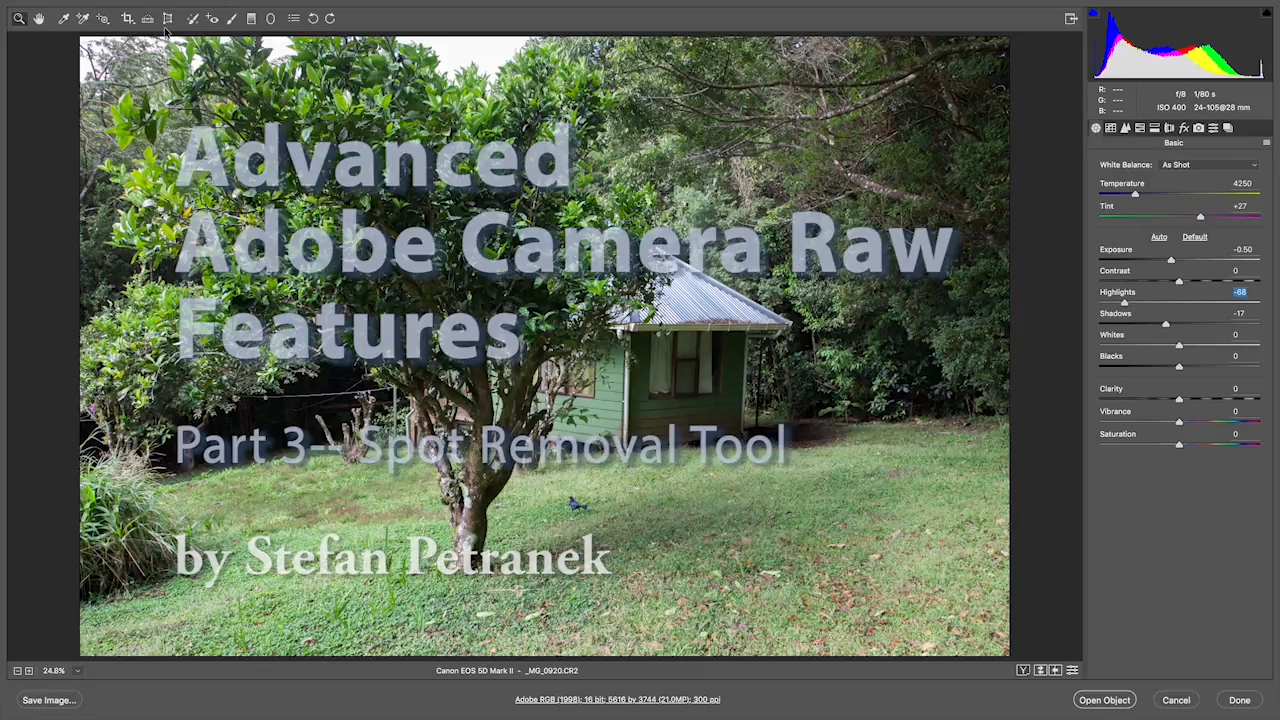 R: ---
G: ---
B: ---
f/8 1/80 s
ISO 400 24-105@28 mm
Basic
White Balance: As Shot
Temperature 4250
Tint +27
Auto Default
Exposure -0.50
Contrast 0
Highlights -68
Shadows -17
Whites 0
Blacks 0
Clarity 0
Vibrance 0
Saturation 0
Advanced
Adobe Camera Raw
Features
Part 3-- Spot Removal Tool
by Stefan Petranek
24.8%
Canon EOS 5D Mark II - _MG_0920.CR2
Y
Save Image...
Adobe RGB (1998); 16 bit; 5616 by 3744 (21.0MP); 300 ppi
Open Object
Cancel
Done